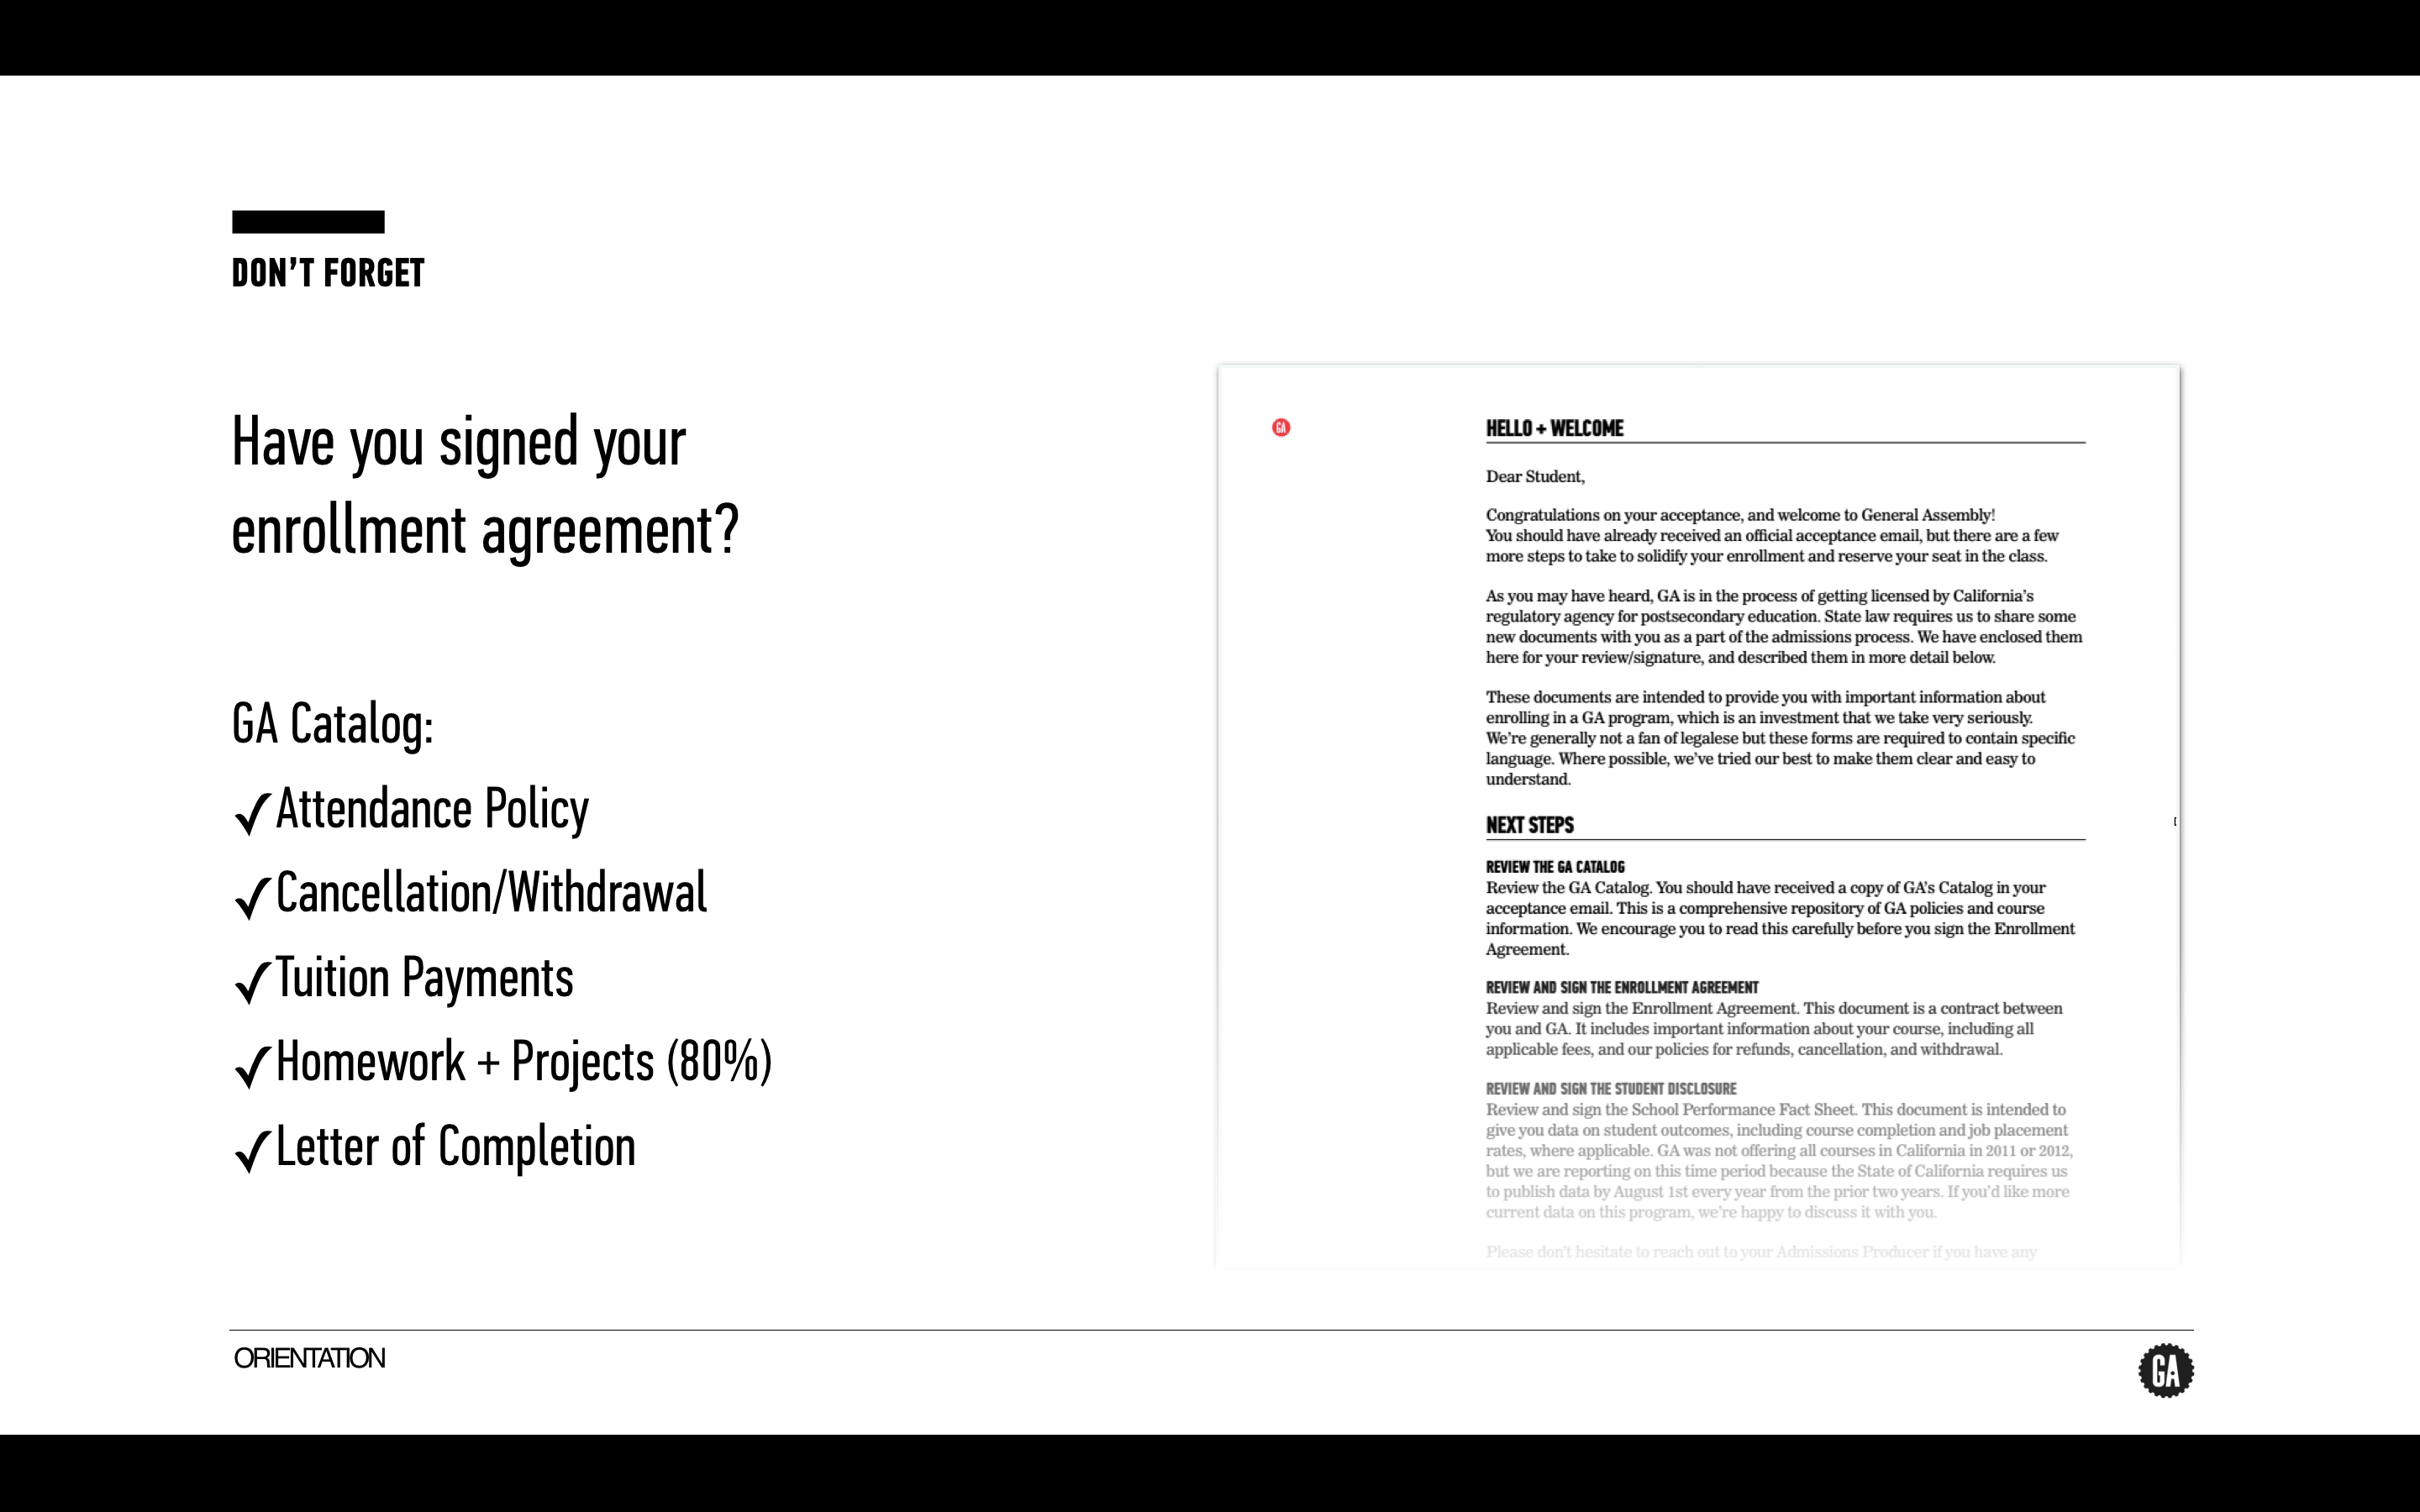 DON'T FORGET
Have you signed your
enrollment agreement?
GA Catalog:
✓Attendance Policy
✓Cancellation/Withdrawal
✓Tuition Payments
✓Homework + Projects (80%)
✓Letter of Completion
GA
HELLO + WELCOME
Dear Student,
Congratulations on your acceptance, and welcome to General Assembly!
You should have already received an official acceptance email, but there are a few
more steps to take to solidify your enrollment and reserve your seat in the class.
As you may have heard, GA is in the process of getting licensed by California's
regulatory agency for postsecondary education. State law requires us to share some
new documents with you as a part of the admissions process. We have enclosed them
here for your review/signature, and described them in more detail below.
These documents are intended to provide you with important information about
enrolling in a GA program, which is an investment that we take very seriously.
We're generally not a fan of legalese but these forms are required to contain specific
language. Where possible, we've tried our best to make them clear and easy to
understand.
NEXT STEPS
REVIEW THE GA CATALOG
Review the GA Catalog. You should have received a copy of GA's Catalog in your
acceptance email. This is a comprehensive repository of GA policies and course
information. We encourage you to read this carefully before you sign the Enrollment
Agreement.
REVIEW AND SIGN THE ENROLLMENT AGREEMENT
Review and sign the Enrollment Agreement. This document is a contract between
you and GA. It includes important information about your course, including all
applicable fees, and our policies for refunds, cancellation, and withdrawal.
REVIEW AND SIGN THE STUDENT DISCLOSURE
Review and sign the School Performance Fact Sheet. This document is intended to
give you data on student outcomes, including course completion and job placement
rates, where applicable. GA was not offering all courses in California in 2011 or 2012,
but we are reporting on this time period because the State of California requires us
to publish data by August 1st every year from the prior two years. If you'd like more
current data on this program, we're happy to discuss it with you.
Please don't hesitate to reach out to your Admissions Producer if you have any
ORIENTATION
GA